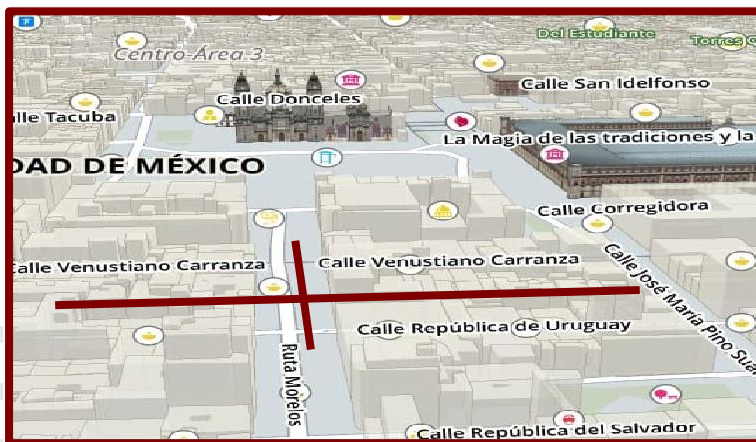 Del Estudiante
Torres
Centro-Área 3
Calle San Idelfonso
Calle Donceles
lle Tacuba
La Magia de las tradiciones y la
DAD DE MÉXICO
Calle Corregidora
Calle Venustiano Carranza
Calle Venustiano Carranza
Calle José María Pino Suá
Calle República de Uruguay
Ruta Morelos
Calle República del Salvador